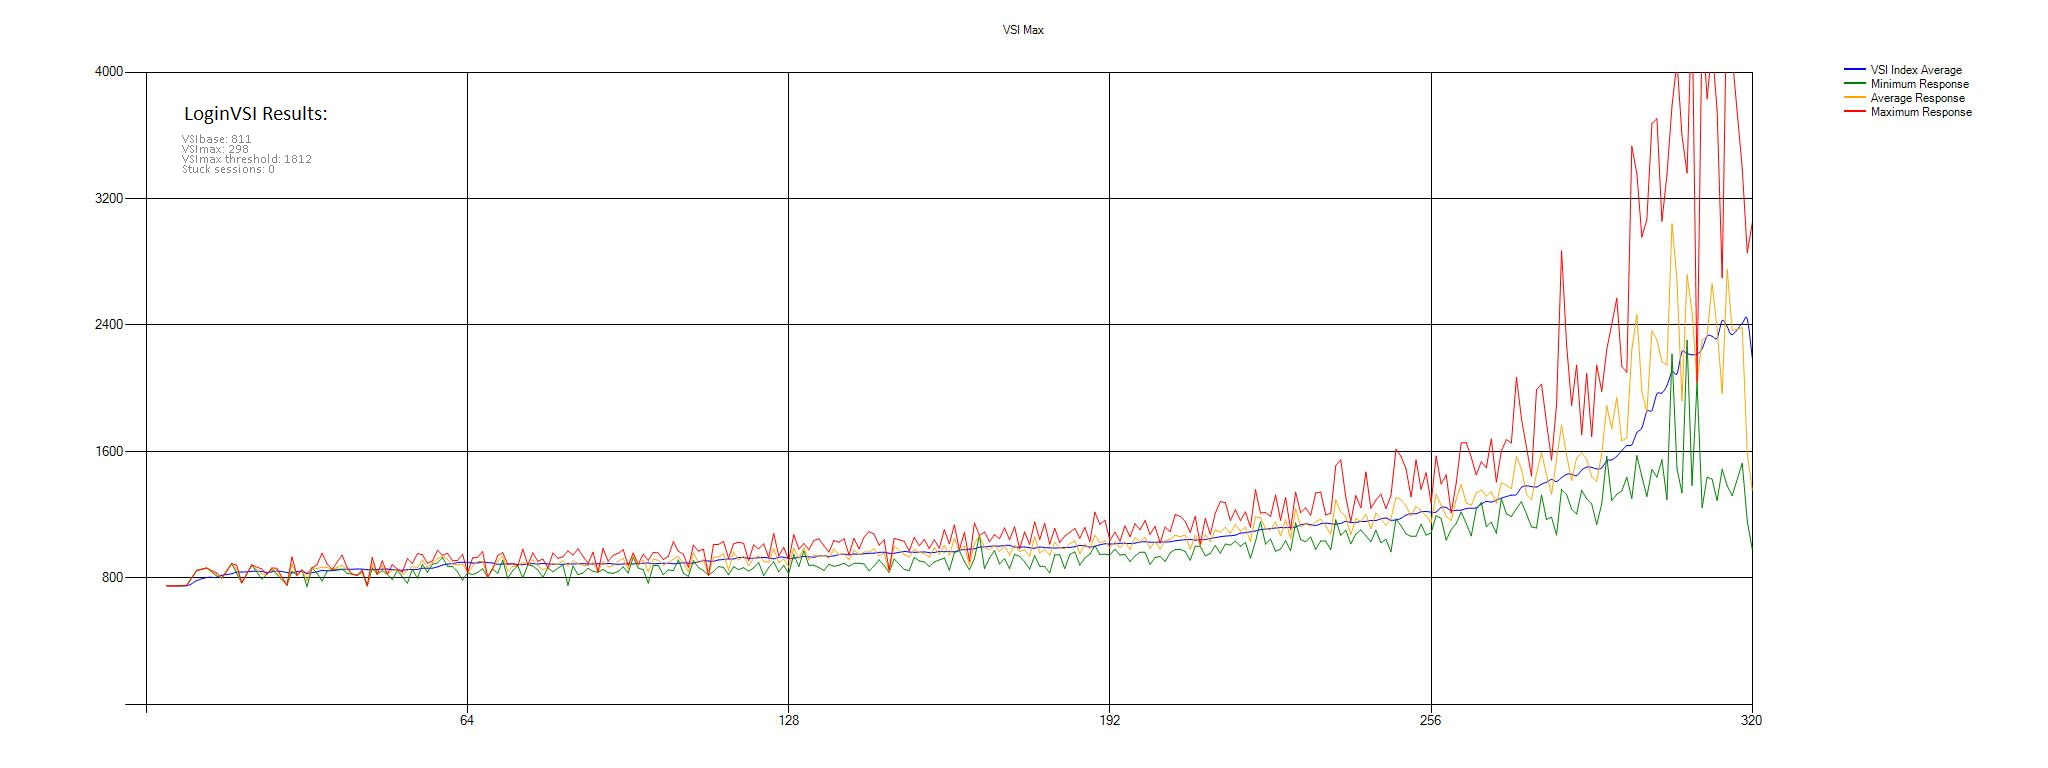 VSI Max
4000
3200
2400
1600
800
64
128
192
256
320
LoginVSI Results:
VSIbase: 811
VSImax: 298
VSImax threshold: 1812
Stuck sessions: 0
VSI Index Average
Minimum Response
Average Response
Maximum Response